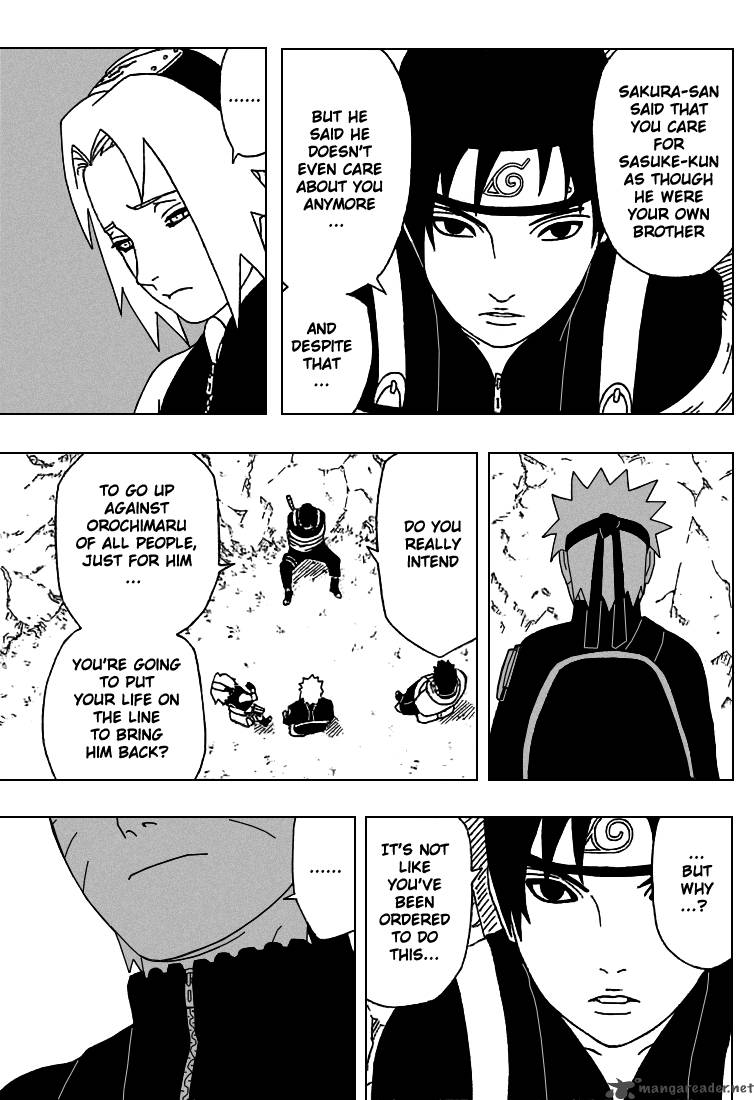 SAKURA-SAN
SAID THAT
YOU CARE
FOR
SASUKE-KUN
AS THOUGH
HE WERE
YOUR OWN
BROTHER
BUT HE
SAID HE
DOESN'T
EVEN CARE
ABOUT YOU
ANYMORE
...
AND
DESPITE
THAT
...
......
DO YOU
REALLY
INTEND
TO GO UP
AGAINST
OROCHIMARU
OF ALL PEOPLE,
JUST FOR HIM
...
YOU'RE GOING
TO PUT
YOUR LIFE ON
THE LINE
TO BRING
HIM BACK?
...
BUT WHY
...?
IT'S NOT
LIKE
YOU'VE
BEEN
ORDERED
TO DO
THIS...
......
mangareader.net